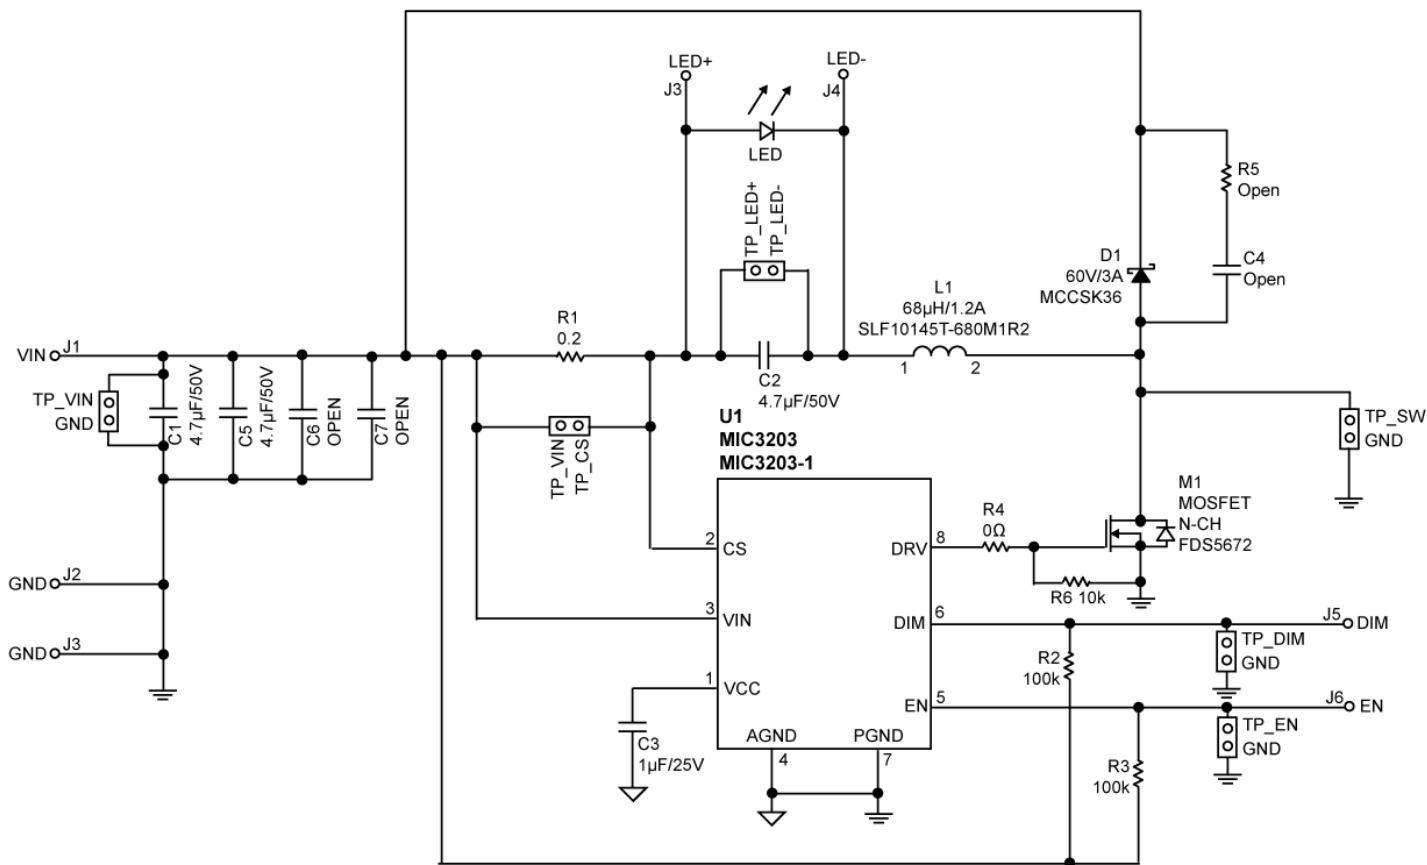 LED+
J3
LED-
J4
LED
TP_LED+
TP_LED-
R5
Open
D1
60V/3A
MCCSK36
C4
Open
L1
68µH/1.2A
SLF10145T-680M1R2
1
2
R1
0.2
VIN
J1
TP_VIN
GND
C1
4.7µF/50V
C5
4.7µF/50V
C6
OPEN
C7
OPEN
C2
4.7µF/50V
TP_VIN
TP_CS
U1
MIC3203
MIC3203-1
TP_SW
GND
M1
MOSFET
N-CH
FDS5672
R4
0Ω
2
CS
DRV
8
R6 10k
GND
J2
3
VIN
DIM
6
J5
DIM
TP_DIM
GND
R2
100k
GND
J3
1
VCC
EN
5
J6
EN
TP_EN
GND
C3
1µF/25V
AGND
4
PGND
7
R3
100k